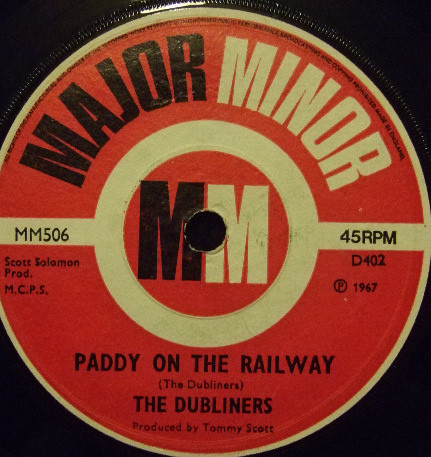 MAJOR MINOR
MM
MM506
45RPM
Scott Solomon
Prod.
M.C.P.S.
D402
℗ 1967
PADDY ON THE RAILWAY
(The Dubliners)
THE DUBLINERS
Produced by Tommy Scott